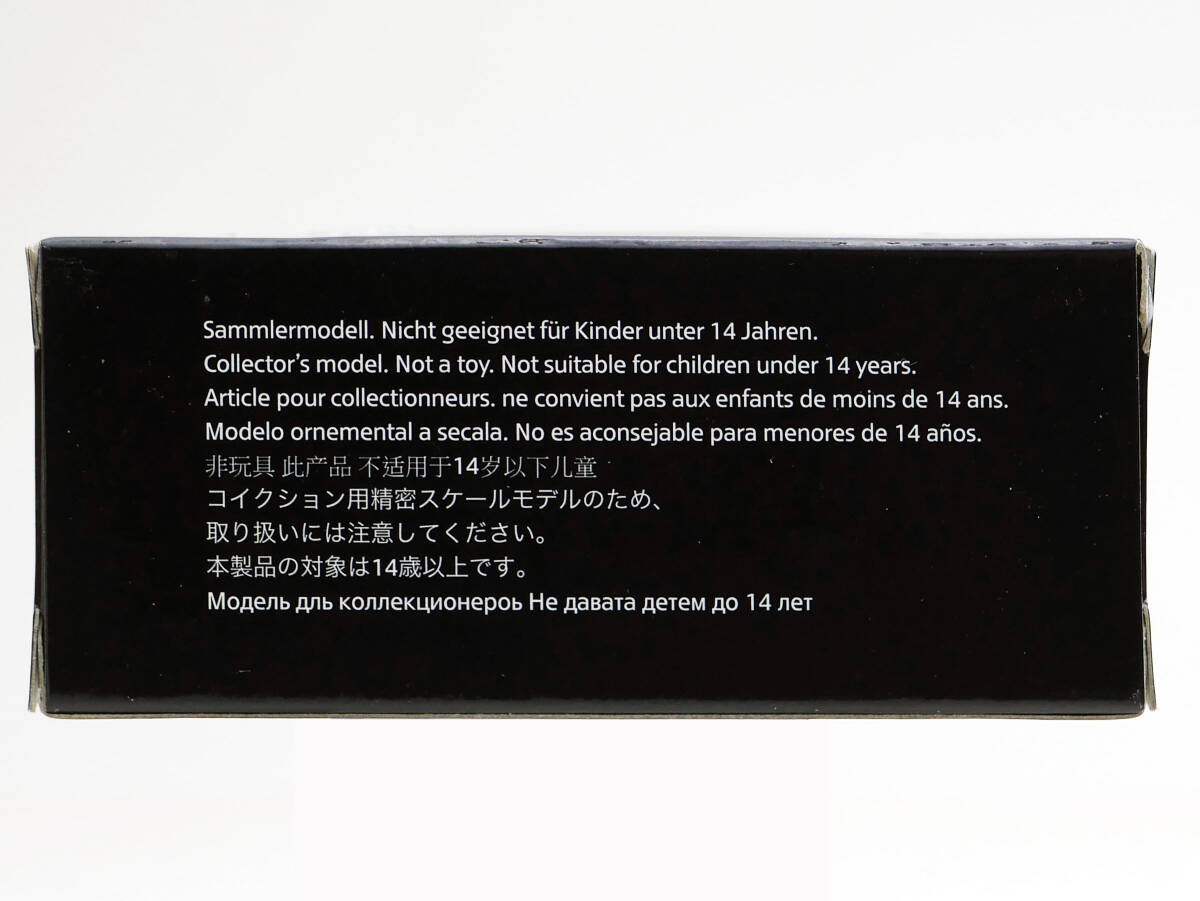 Sammlermodell. Nicht geeignet für Kinder unter 14 Jahren.
Collector's model. Not a toy. Not suitable for children under 14 years.
Article pour collectionneurs. ne convient pas aux enfants de moins de 14 ans.
Modelo ornemental a secala. No es aconsejable para menores de 14 años.
非玩具 此产品 不适用于14岁以下儿童
コイクション用精密スケールモデルのため、
取り扱いには注意してください。
本製品の対象は14歳以上です。
Модель дль коллекционероь Не давата детем до 14 лет